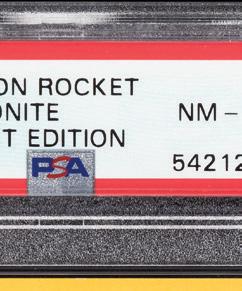 ON ROCKET
ONITE NM -
T EDITION
PSA 54212